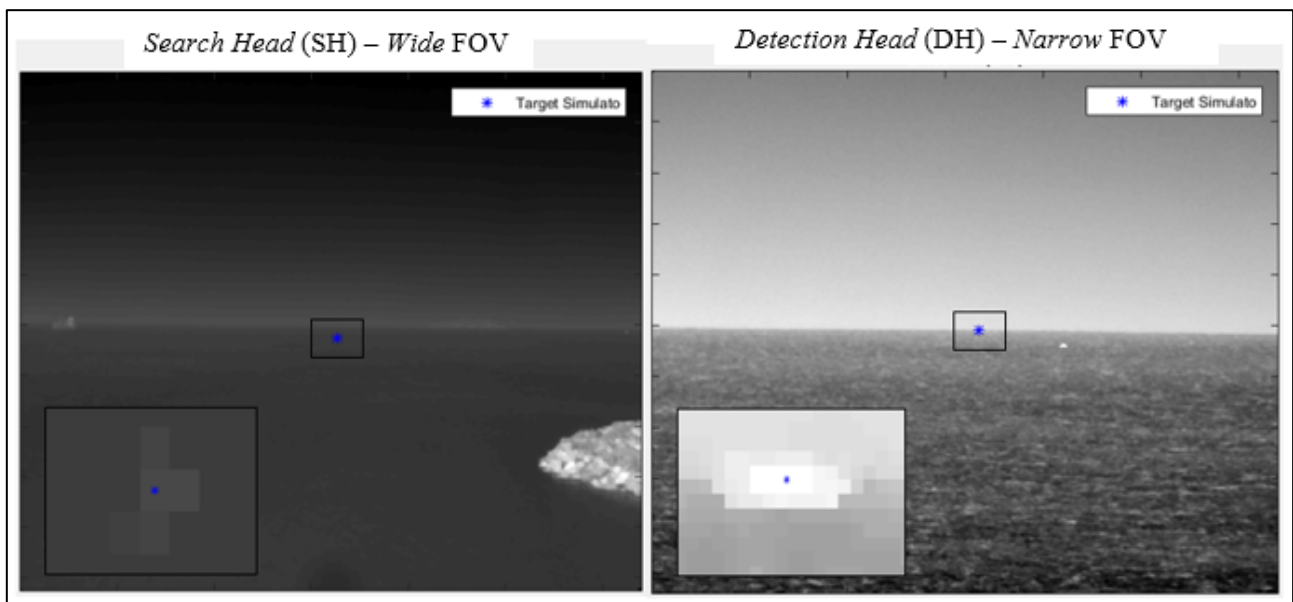 Search Head (SH) – Wide FOV
Detection Head (DH) – Narrow FOV
Target Simulato
Target Simulato